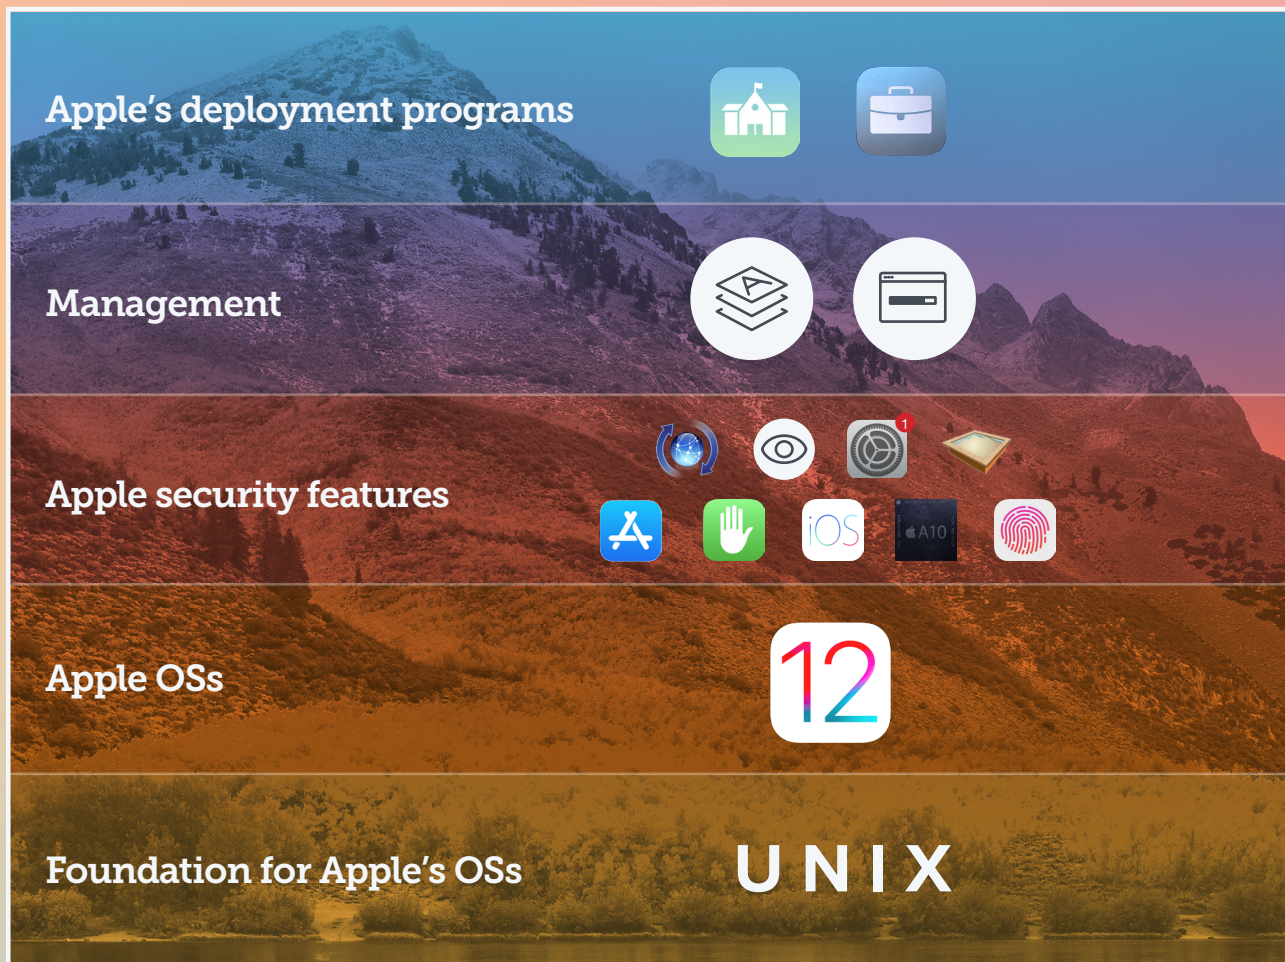 Apple’s deployment programs
Management
A
1
Apple security features
iOS
A10
12
Apple OSs
Foundation for Apple’s OSs
UNIX